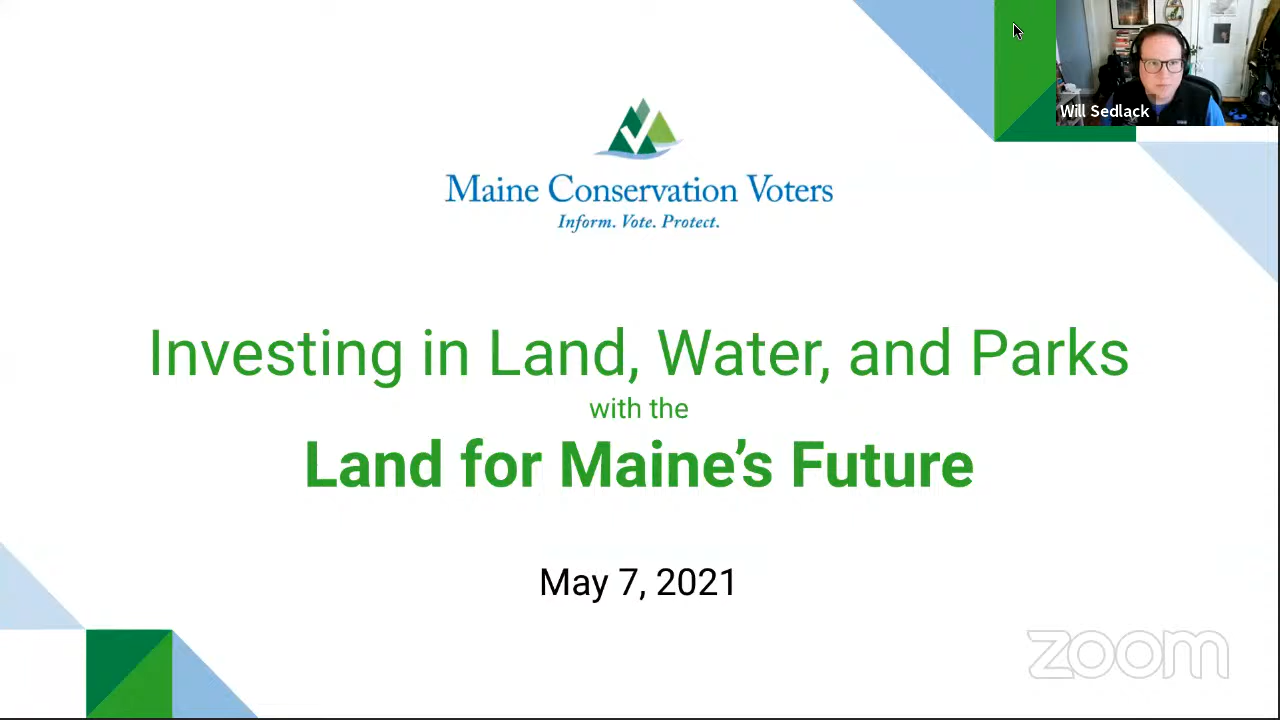 Will Sedlack
Maine Conservation Voters
Inform. Vote. Protect.
Investing in Land, Water, and Parks
with the
Land for Maine’s Future
May 7, 2021
zoom